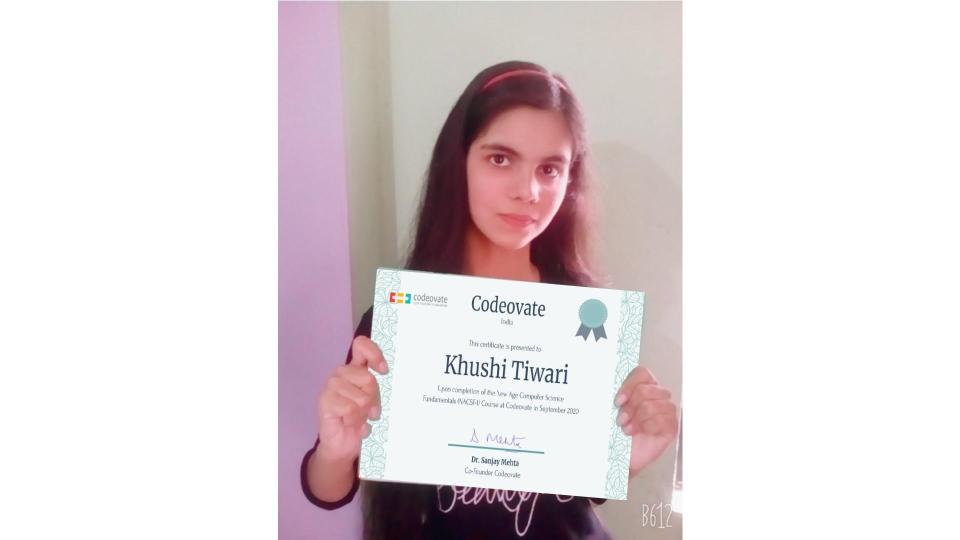 codeovate
Codeovate
India
This certificate is presented to
Khushi Tiwari
Upon completion of the New Age Computer Science
Fundamentals (NACSF-I) Course at Codeovate in September 2020
S Mehta
Dr. Sanjay Mehta
Co-Founder Codeovate
B612